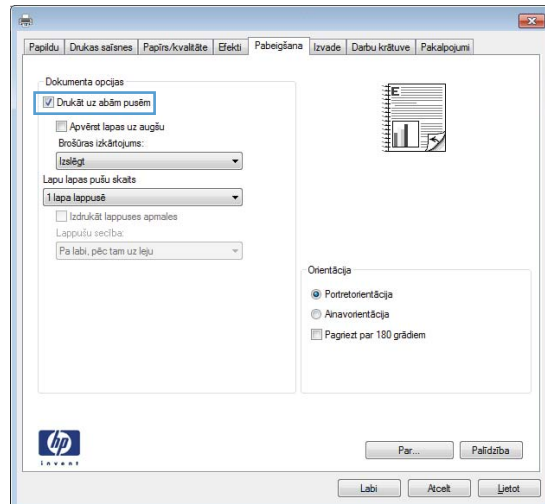 Papildu Drukas saīsnes Papīrs/kvalitāte Efekti Pabeigšana Izvade Darbu krātuve Pakalpojumi
Dokumenta opcijas
Drukāt uz abām pusēm
Apvērst lapas uz augšu
Brošūras izkārtojums:
Izslēgt
Lapu lapas pušu skaits
1 lapa lappusē
Izdrukāt lappuses apmales
Lappušu secība:
Pa labi, pēc tam uz leju
E
Orientācija
Portretorientācija
Ainavorientācija
Pagriezt par 180 grādiem
hp
invent
Par... Palīdzība
Labi Atcelt Lietot